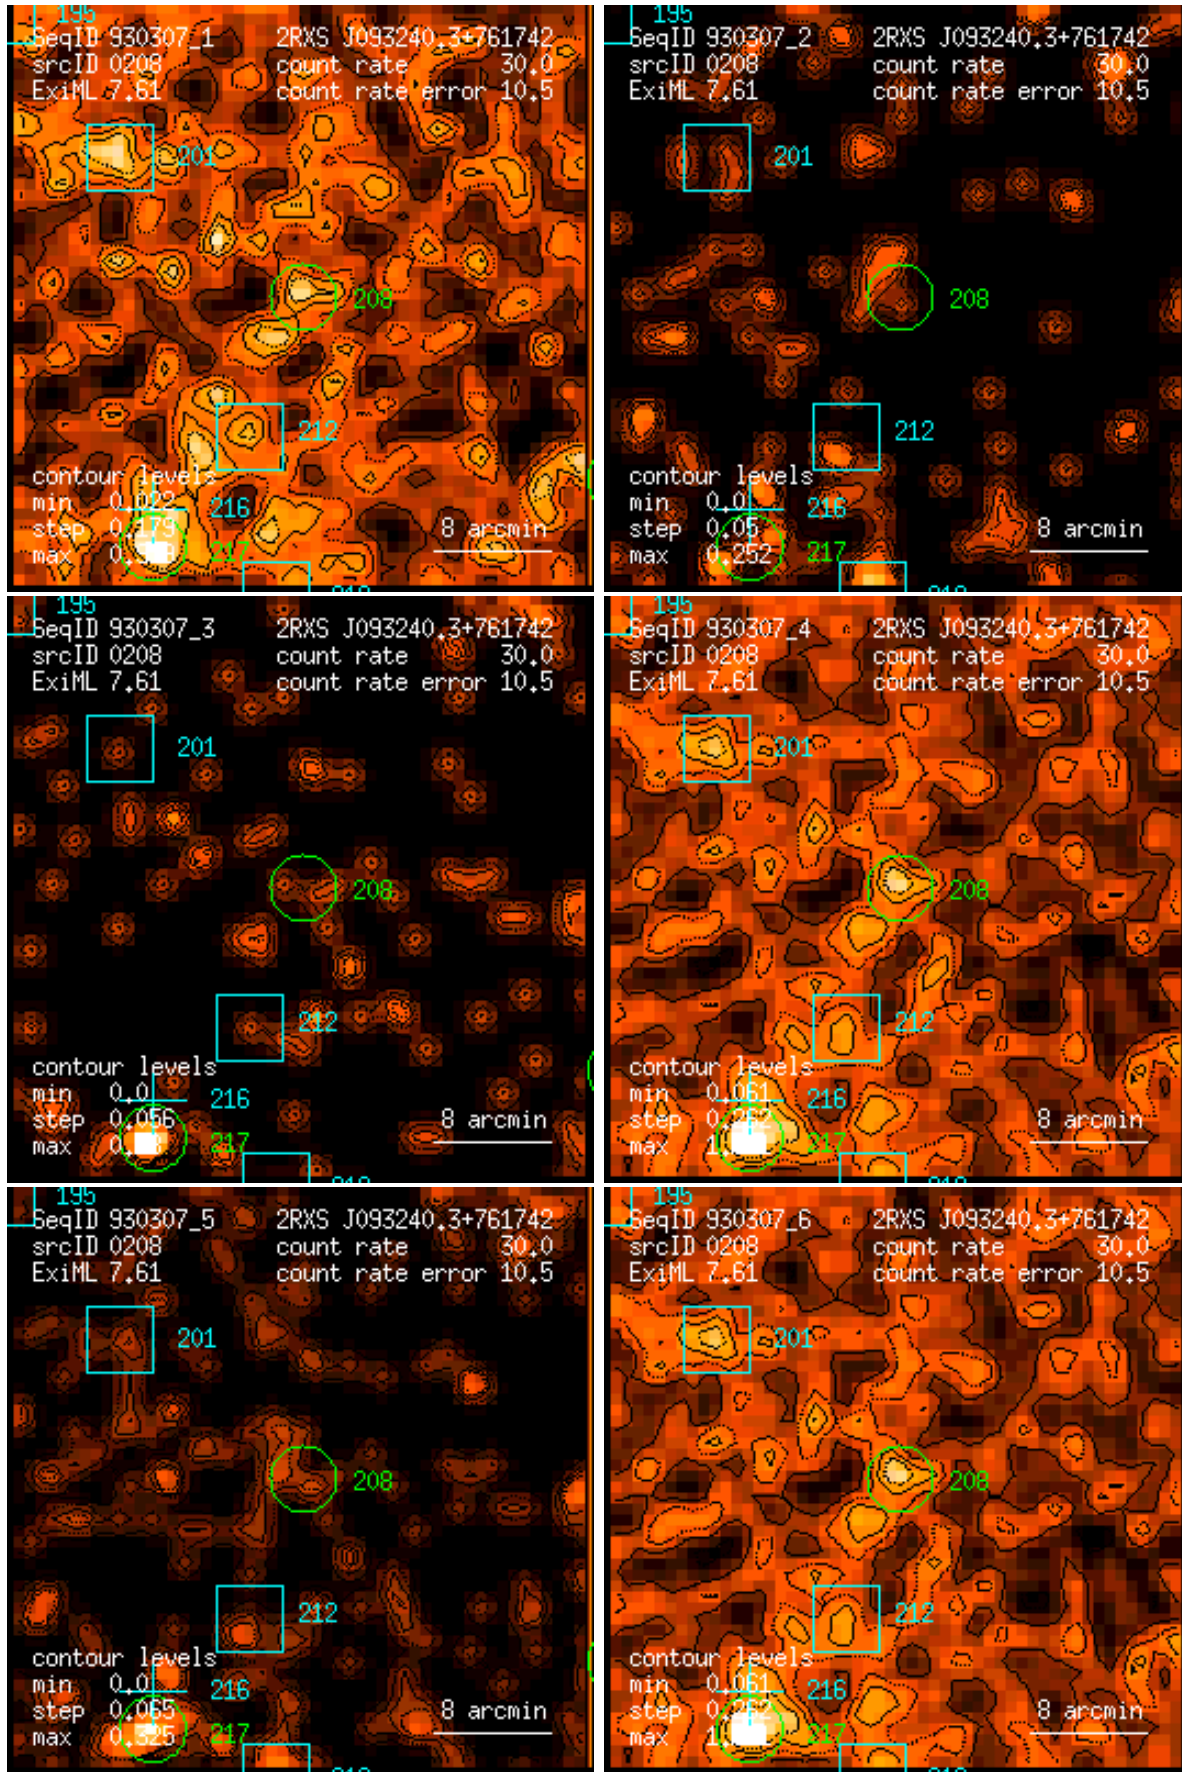 195
SeqID 930307_1 2RXS J093240.3+761742
srcID 0208 count rate 30.0
ExiML 7.61 count rate error 10.5
201
208
212
contour levels
min 0.022
216
step 0.179
8 arcmin
max
217
195
SeqID 930307_2 2RXS J093240.3+761742
srcID 0208 count rate 30.0
ExiML 7.61 count rate error 10.5
201
208
212
contour levels
min 0.0
216
step 0.05
8 arcmin
max 0.252
217
195
SeqID 930307_3 2RXS J093240.3+761742
srcID 0208 count rate 30.0
ExiML 7.61 count rate error 10.5
201
208
212
contour levels
min 0.0
216
step 0.056
8 arcmin
max
217
195
SeqID 930307_4 2RXS J093240.3+761742
srcID 0208 count rate 30.0
ExiML 7.61 count rate error 10.5
201
208
212
contour levels
min 0.061
216
step 0.262
8 arcmin
max
217
195
SeqID 930307_5 2RXS J093240.3+761742
srcID 0208 count rate 30.0
ExiML 7.61 count rate error 10.5
201
208
212
contour levels
min 0.0
216
step 0.065
8 arcmin
max 0.325
217
195
SeqID 930307_6 2RXS J093240.3+761742
srcID 0208 count rate 30.0
ExiML 7.61 count rate error 10.5
201
208
212
contour levels
min 0.061
216
step 0.262
8 arcmin
max
217